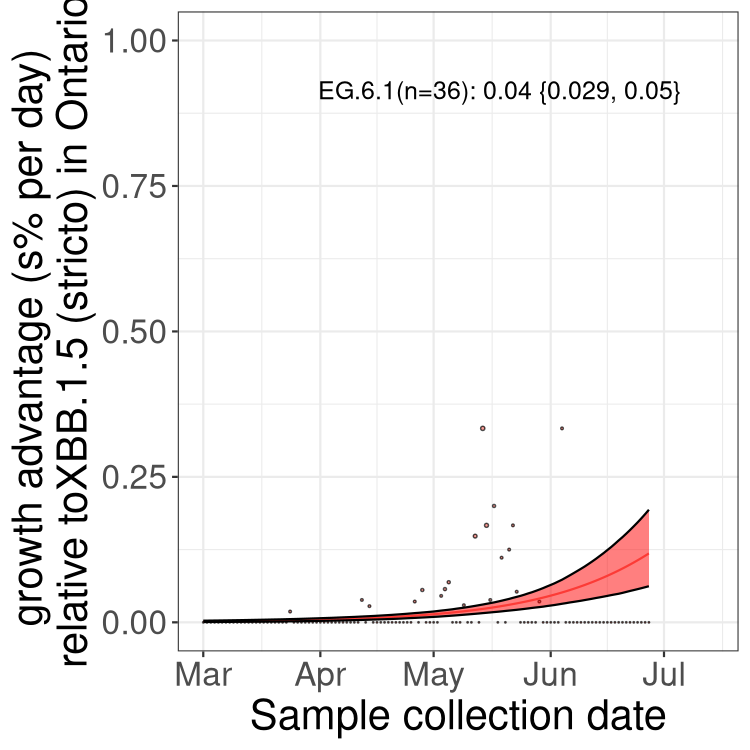 growth advantage (s% per day)
relative toXBB.1.5 (stricto) in Ontario
1.00
0.75
0.50
0.25
0.00
EG.6.1(n=36): 0.04 {0.029, 0.05}
Mar Apr May Jun Jul
Sample collection date